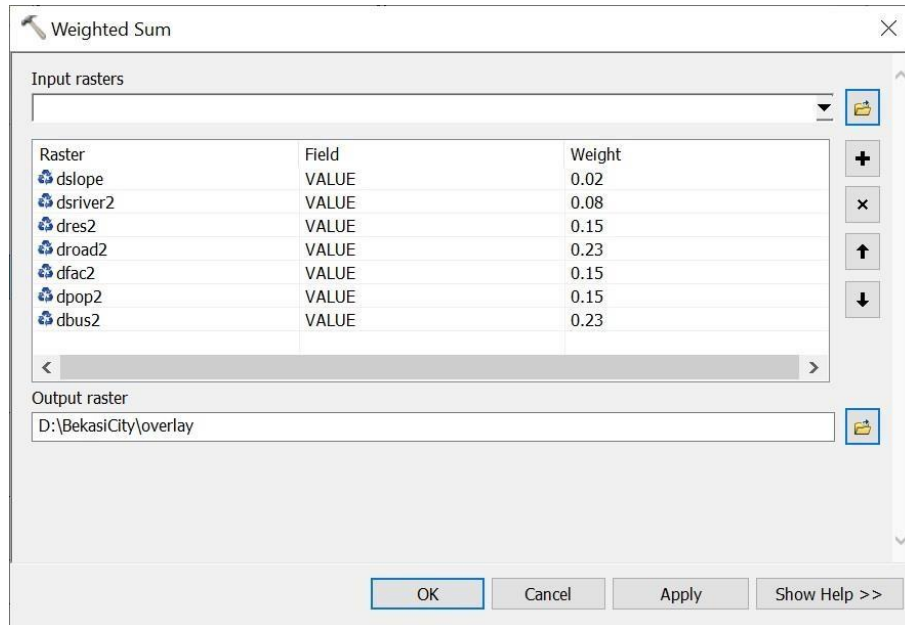 Weighted Sum
Input rasters
Raster Field Weight
dslope VALUE 0.02
dsriver2 VALUE 0.08
dres2 VALUE 0.15
droad2 VALUE 0.23
dfac2 VALUE 0.15
dpop2 VALUE 0.15
dbus2 VALUE 0.23
Output raster
D:\BekasiCity\overlay
OK Cancel Apply Show Help >>